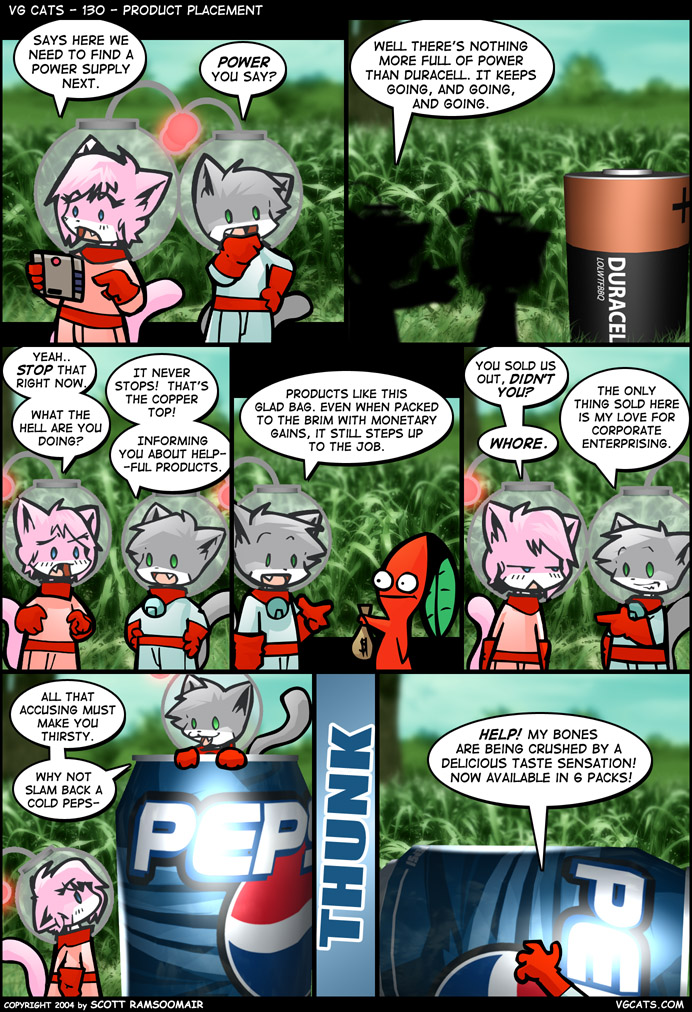 VG CATS - 130 - PRODUCT PLACEMENT
SAYS HERE WE
NEED TO FIND A
POWER SUPPLY
NEXT.
POWER
YOU SAY?
WELL THERE'S NOTHING
MORE FULL OF POWER
THAN DURACELL. IT KEEPS
GOING, AND GOING,
AND GOING.
+
DURACEL
LOLWTFBBQ
YEAH..
STOP THAT
RIGHT NOW.
WHAT THE
HELL ARE YOU
DOING?
IT NEVER
STOPS! THAT'S
THE COPPER
TOP!
INFORMING
YOU ABOUT HELP-
-FUL PRODUCTS.
PRODUCTS LIKE THIS
GLAD BAG. EVEN WHEN PACKED
TO THE BRIM WITH MONETARY
GAINS, IT STILL STEPS UP
TO THE JOB.
YOU SOLD US
OUT, DIDN'T
YOU?
WHORE.
THE ONLY
THING SOLD HERE
IS MY LOVE FOR
CORPORATE
ENTERPRISING.
ALL THAT
ACCUSING MUST
MAKE YOU
THIRSTY.
WHY NOT
SLAM BACK A
COLD PEPS-
PEPS
THUNK
HELP! MY BONES
ARE BEING CRUSHED BY A
DELICIOUS TASTE SENSATION!
NOW AVAILABLE IN 6 PACKS!
PE
COPYRIGHT 2004 by SCOTT RAMSOOMAIR
VGCATS.COM